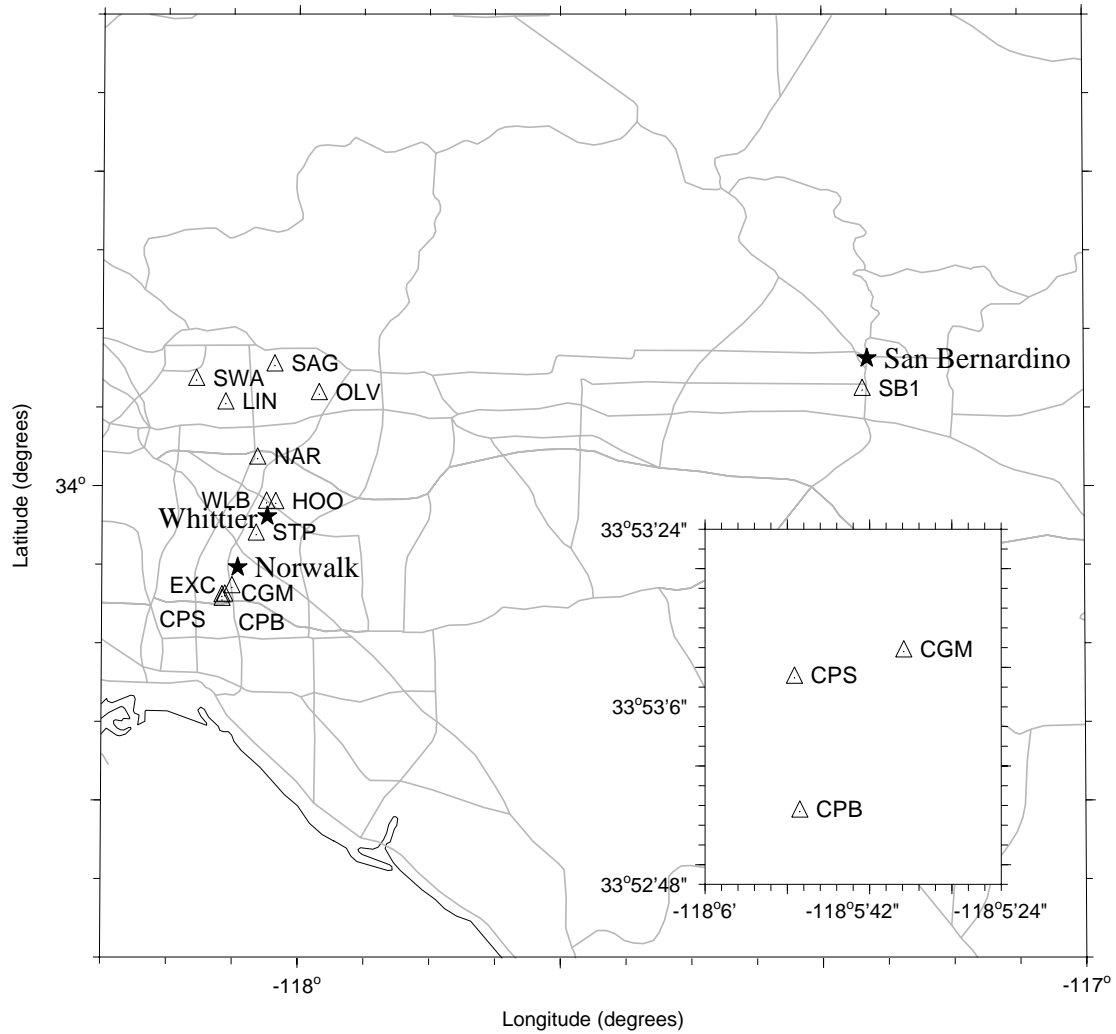 SAG
San Bernardino
SWA
OLV
SB1
LIN
NAR
34°
WLB
HOO
Whittier
STP
33°53'24"
Norwalk
EXC
CGM
CPS
CPB
CGM
CPS
33°53'6"
CPB
33°52'48"
-118°6'
-118°5'42"
-118°5'24"
-118°
-117°
Longitude (degrees)
Latitude (degrees)